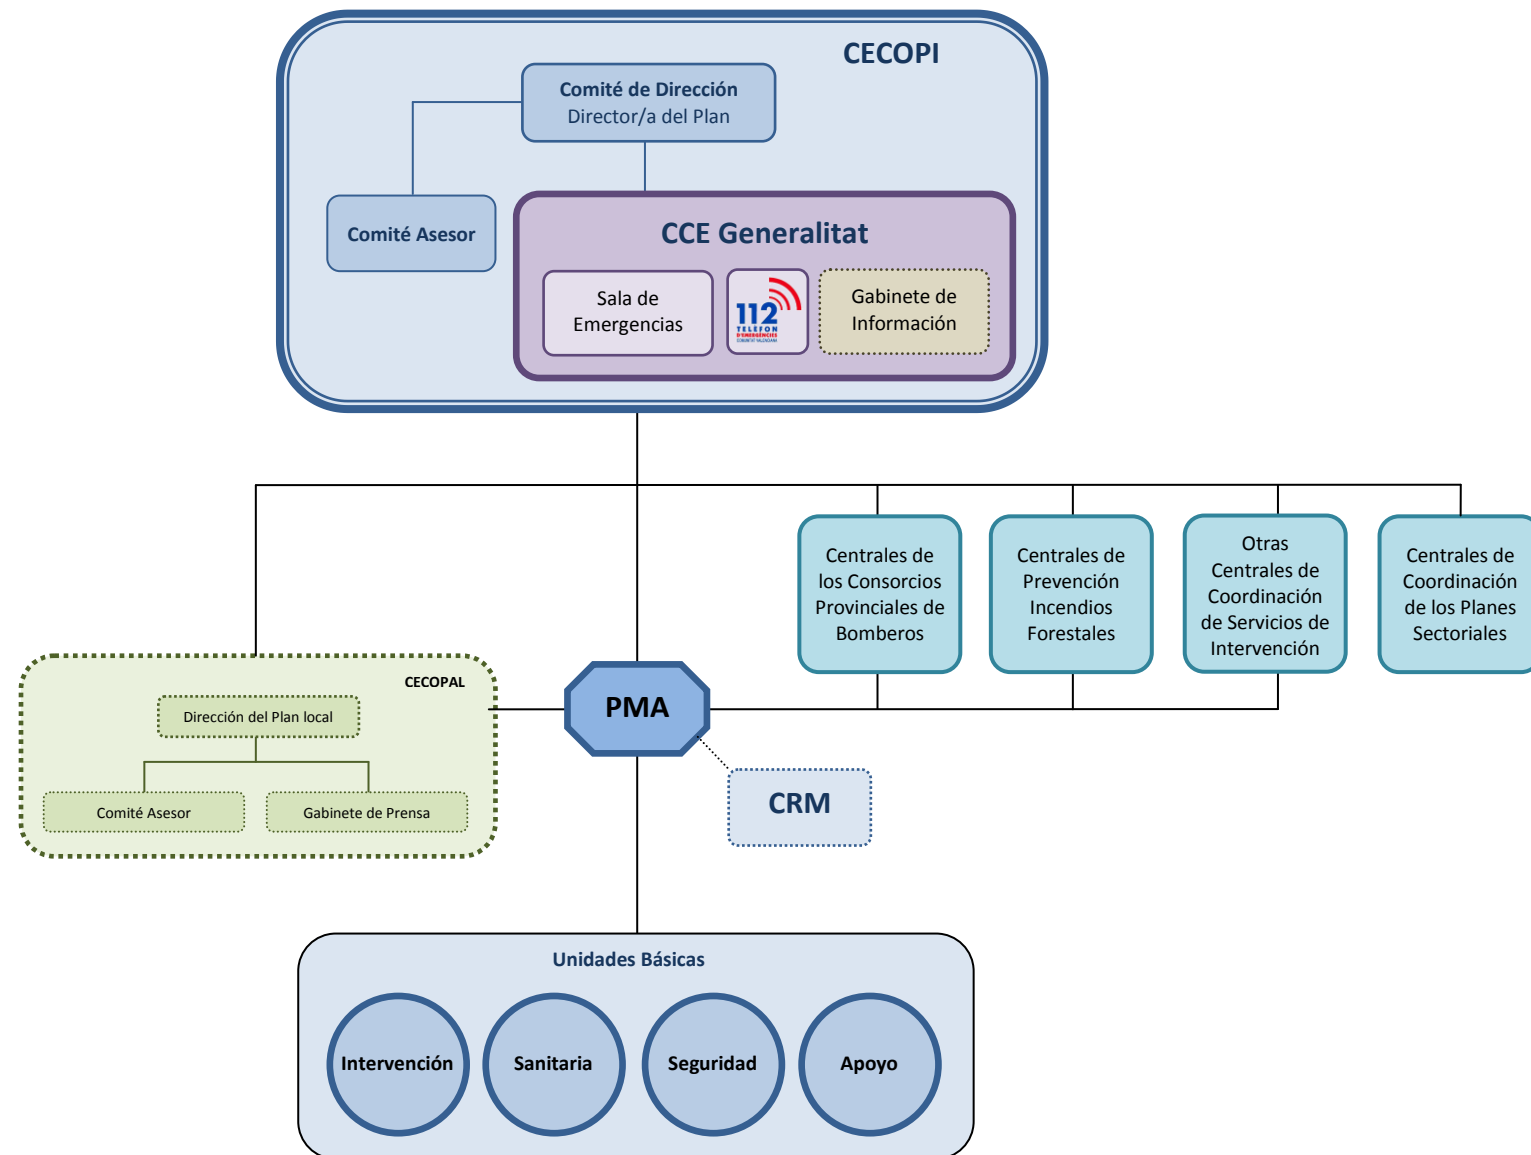 CECOPI
Comité de Dirección
Director/a del Plan
Comité Asesor
CCE Generalitat
Sala de
Emergencias
112
TELEFON
D'EMERGÈNCIES
COMUNITAT VALENCIANA
Gabinete de
Información
Centrales de
los Consorcios
Provinciales de
Bomberos
Centrales de
Prevención
Incendios
Forestales
Otras
Centrales de
Coordinación
de Servicios de
Intervención
Centrales de
Coordinación
de los Planes
Sectoriales
CECOPAL
Dirección del Plan local
Comité Asesor
Gabinete de Prensa
PMA
CRM
Unidades Básicas
Intervención
Sanitaria
Seguridad
Apoyo